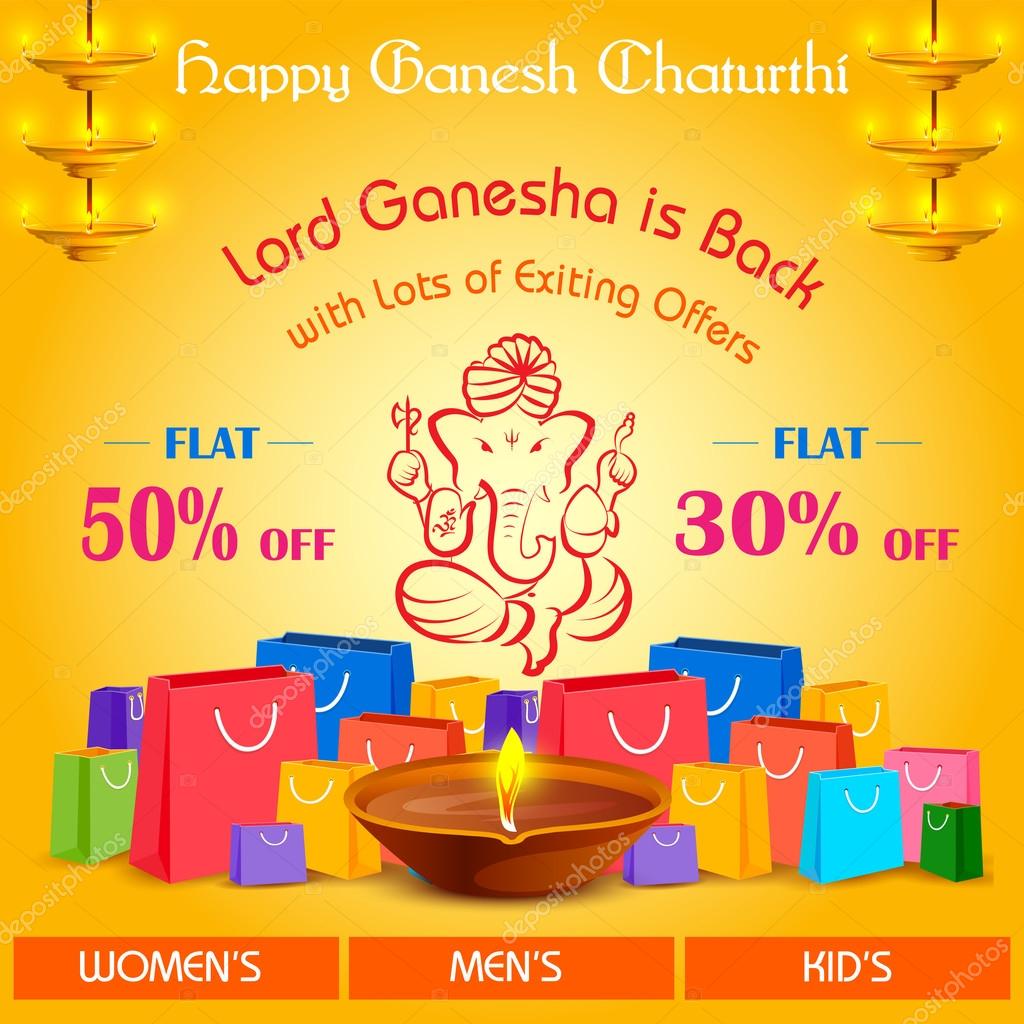 Happy Ganesh Chaturthi
Lord Ganesha is Back
with Lots of Exiting Offers
FLAT
50% OFF
FLAT
30% OFF
ॐ
WOMEN'S
MEN'S
KID'S
depositphotos